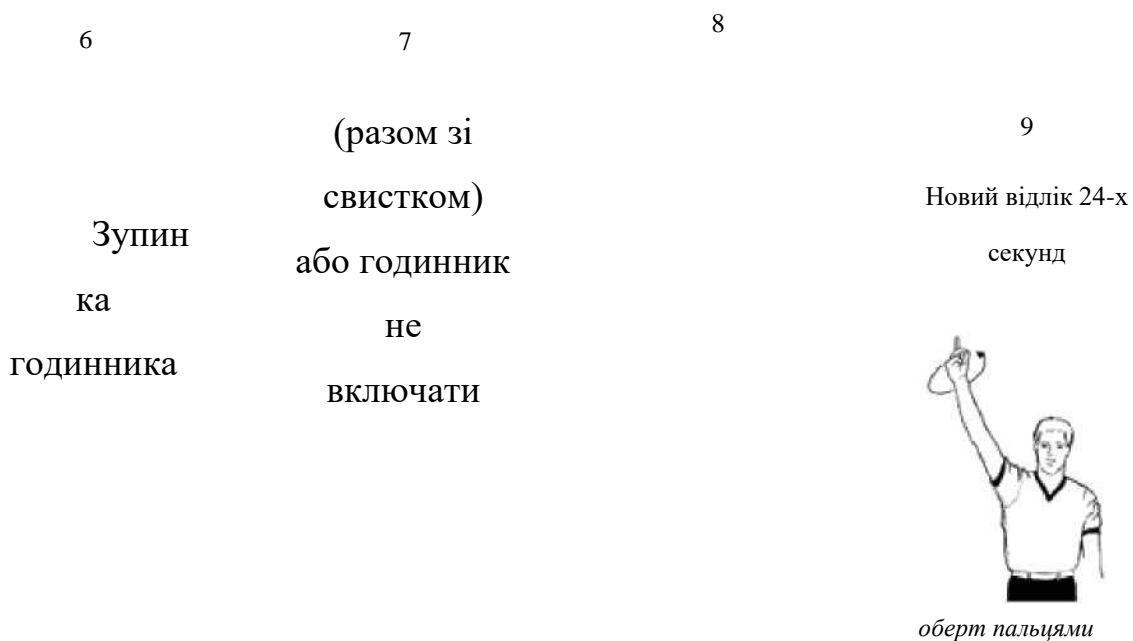 6
Зупин
ка
годинника
7
(разом зі
свистком)
або годинник
не
включати
8
9
Новий відлік 24-х
секунд
оберт пальцями